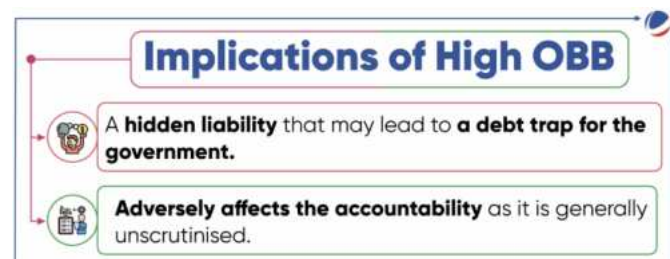 Implications of High OBB
A hidden liability that may lead to a debt trap for the
government.
Adversely affects the accountability as it is generally
unscrutinised.